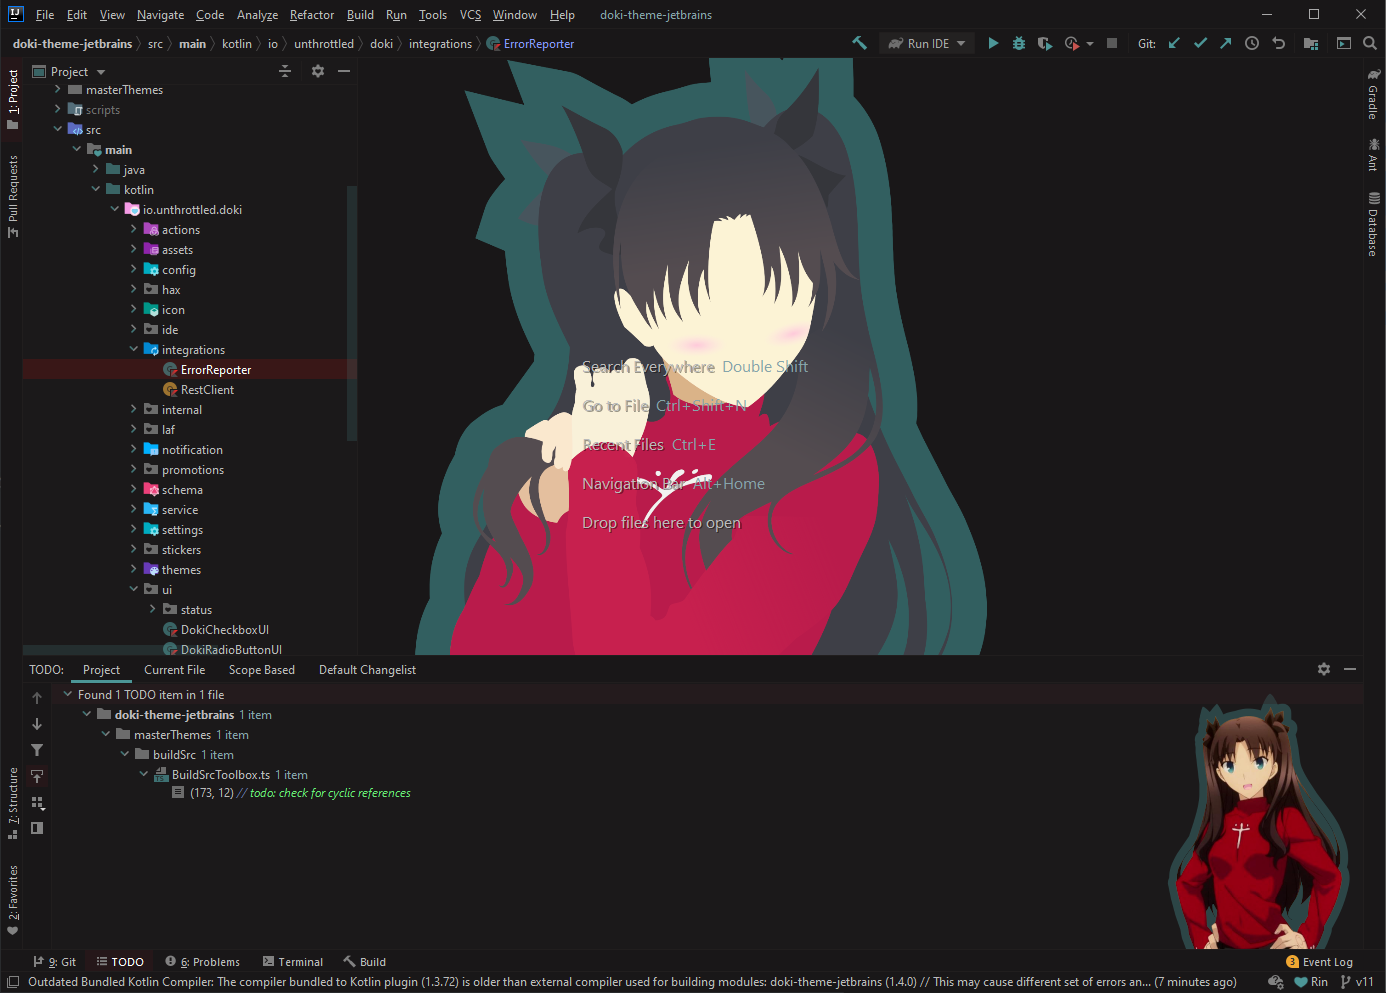 File Edit View Navigate Code Analyze Refactor Build Run Tools VCS Window Help doki-theme-jetbrains
doki-theme-jetbrains src main kotlin io unthrottled doki integrations ErrorReporter Run IDE Git:
Project
masterThemes
scripts
src
main
java
kotlin
io.unthrottled.doki
actions
assets
config
hax
icon
ide
integrations
ErrorReporter
RestClient
internal
laf
notification
promotions
schema
service
settings
stickers
themes
ui
status
DokiCheckboxUI
DokiRadioButtonUI
1: Project
Pull Requests
7: Structure
2: Favorites
Search Everywhere Double Shift
Go to File Ctrl+Shift+N
Recent Files Ctrl+E
Navigation Bar Alt+Home
Drop files here to open
Gradle
Ant
Database
TODO: Project Current File Scope Based Default Changelist
Found 1 TODO item in 1 file
doki-theme-jetbrains 1 item
masterThemes 1 item
buildSrc 1 item
BuildSrcToolbox.ts 1 item
(173, 12) // todo: check for cyclic references
9: Git TODO 6: Problems Terminal Build 3 Event Log
Outdated Bundled Kotlin Compiler: The compiler bundled to Kotlin plugin (1.3.72) is older than external compiler used for building modules: doki-theme-jetbrains (1.4.0) // This may cause different set of errors an... (7 minutes ago) Rin v11